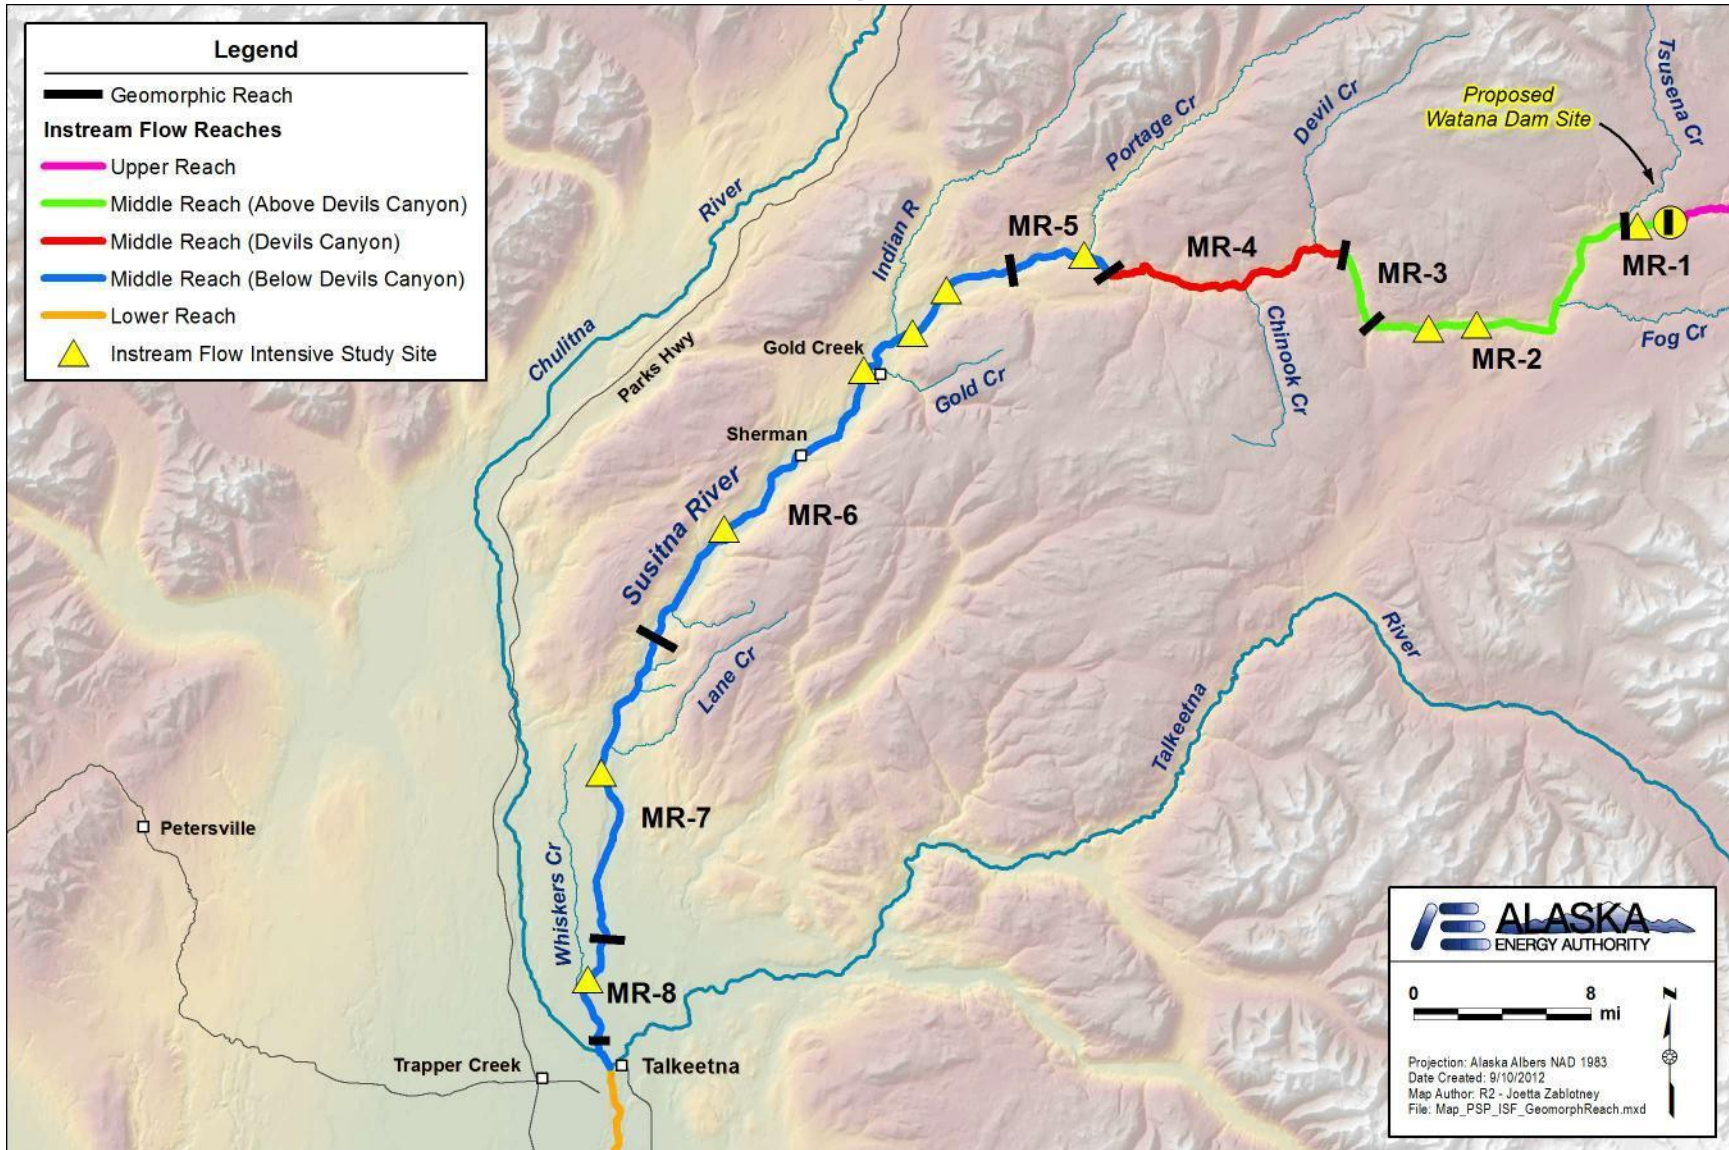 Legend
Geomorphic Reach
Instream Flow Reaches
Upper Reach
Middle Reach (Above Devils Canyon)
Middle Reach (Devils Canyon)
Middle Reach (Below Devils Canyon)
Lower Reach
Instream Flow Intensive Study Site
Tsusena Cr
Proposed
Watana Dam Site
Devil Cr
Portage Cr
River
Indian R
MR-5
MR-4
MR-3
MR-1
Chulitna
Parks Hwy
Gold Creek
Gold Cr
Chinook Cr
MR-2
Fog Cr
Sherman
Susitna River
MR-6
River
Lane Cr
Talkeetna
Petersville
MR-7
Whiskers Cr
MR-8
Trapper Creek
Talkeetna
ALASKA
ENERGY AUTHORITY
0 8
mi
N
Projection: Alaska Albers NAD 1983
Date Created: 9/10/2012
Map Author: R2 - Joetta Zablotney
File: Map_PSP_ISF_GeomorphReach.mxd